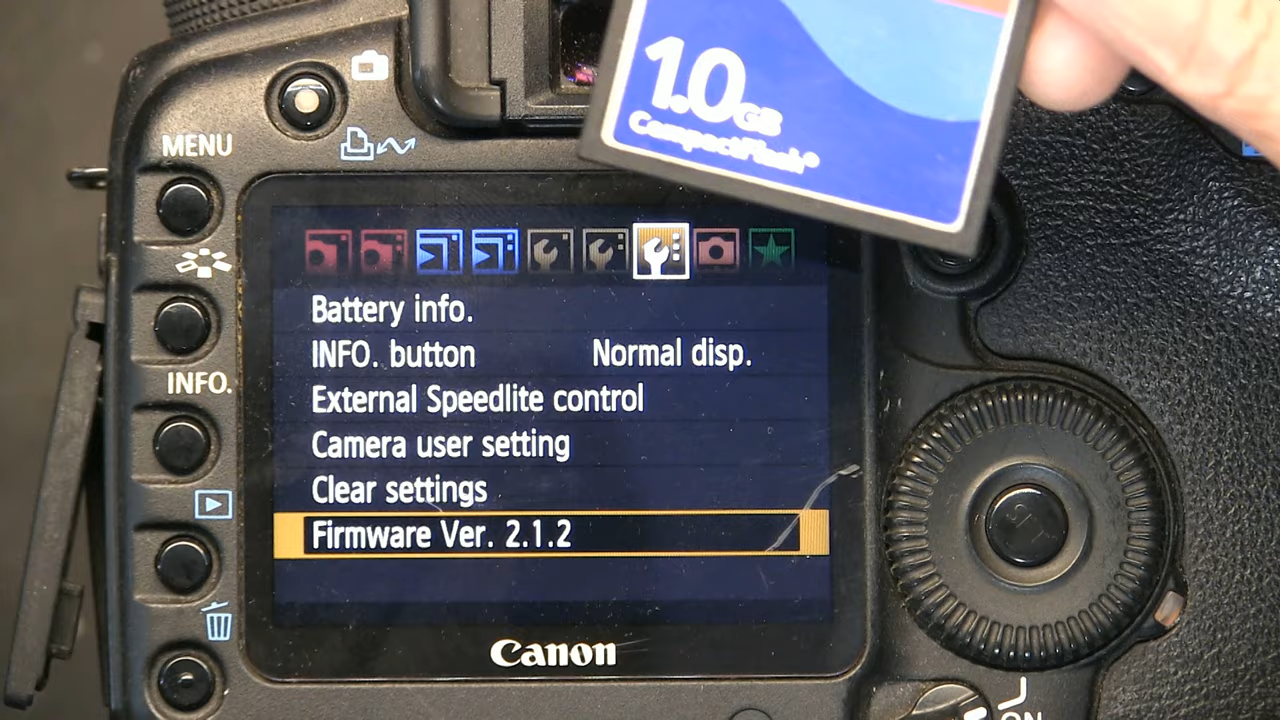 1.0GB
CompactFlash®
MENU
INFO.
Battery info.
INFO. button Normal disp.
External Speedlite control
Camera user setting
Clear settings
Firmware Ver. 2.1.2
Canon
ON